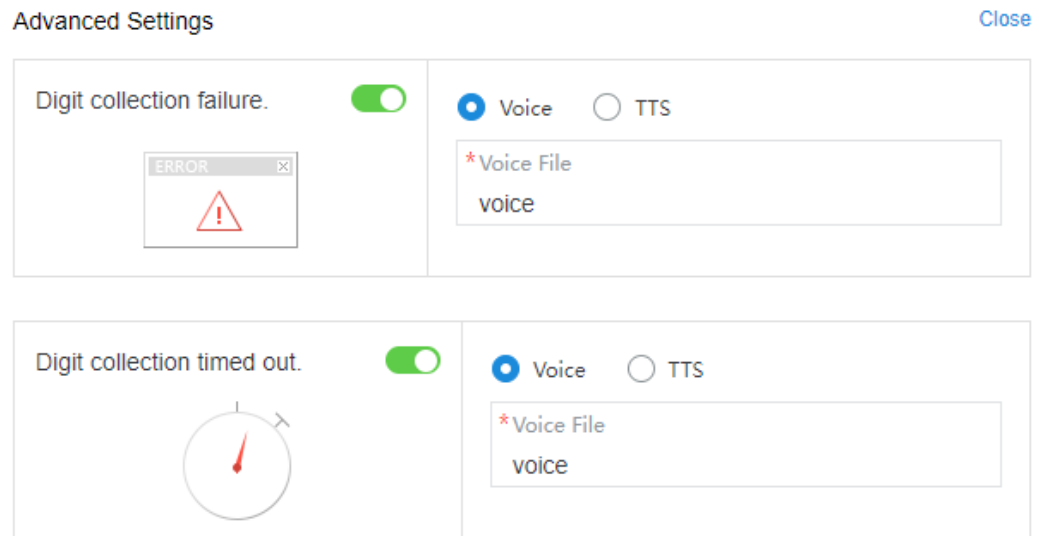 Advanced Settings
Close
Digit collection failure.
Voice
TTS
ERROR
*Voice File
voice
Digit collection timed out.
Voice
TTS
*Voice File
voice